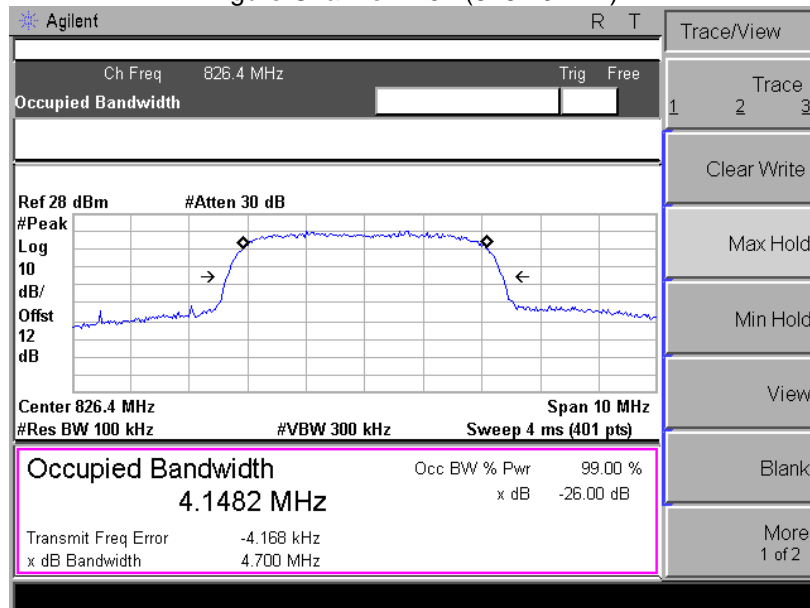 Agilent R T
Ch Freq 826.4 MHz Trig Free
Occupied Bandwidth
Ref 28 dBm #Atten 30 dB
#Peak
Log
10
dB/
Offst
12
dB
Center 826.4 MHz Span 10 MHz
#Res BW 100 kHz #VBW 300 kHz Sweep 4 ms (401 pts)
Occupied Bandwidth
4.1482 MHz
Occ BW % Pwr 99.00 %
x dB -26.00 dB
Transmit Freq Error -4.168 kHz
x dB Bandwidth 4.700 MHz
Trace/View
Trace
1 2 3
Clear Write
Max Hold
Min Hold
View
Blank
More
1 of 2